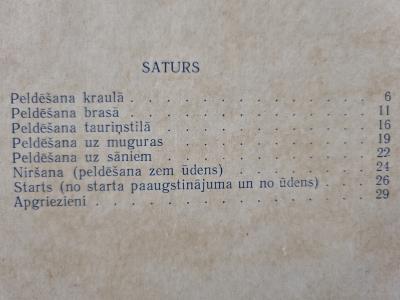 SATURS
Peldēšana kraulā . . . . . . . . . . . . . 6
Peldēšana brasā . . . . . . . . . . . . . 11
Peldēšana tauriņstilā . . . . . . . . . . . 16
Peldēšana uz muguras . . . . . . . . . . 19
Peldēšana uz sāniem . . . . . . . . . . . 22
Niršana (peldēšana zem ūdens) . . . . . . . 24
Starts (no starta paaugstinājuma un no ūdens) . . 26
Apgriezieni . . . . . . . . . . . . . . . 29